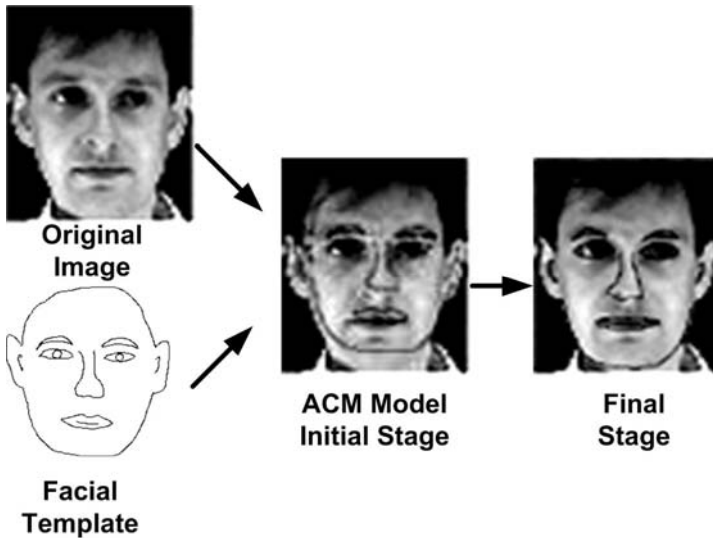 Original
Image
Facial
Template
ACM Model
Initial Stage
Final
Stage